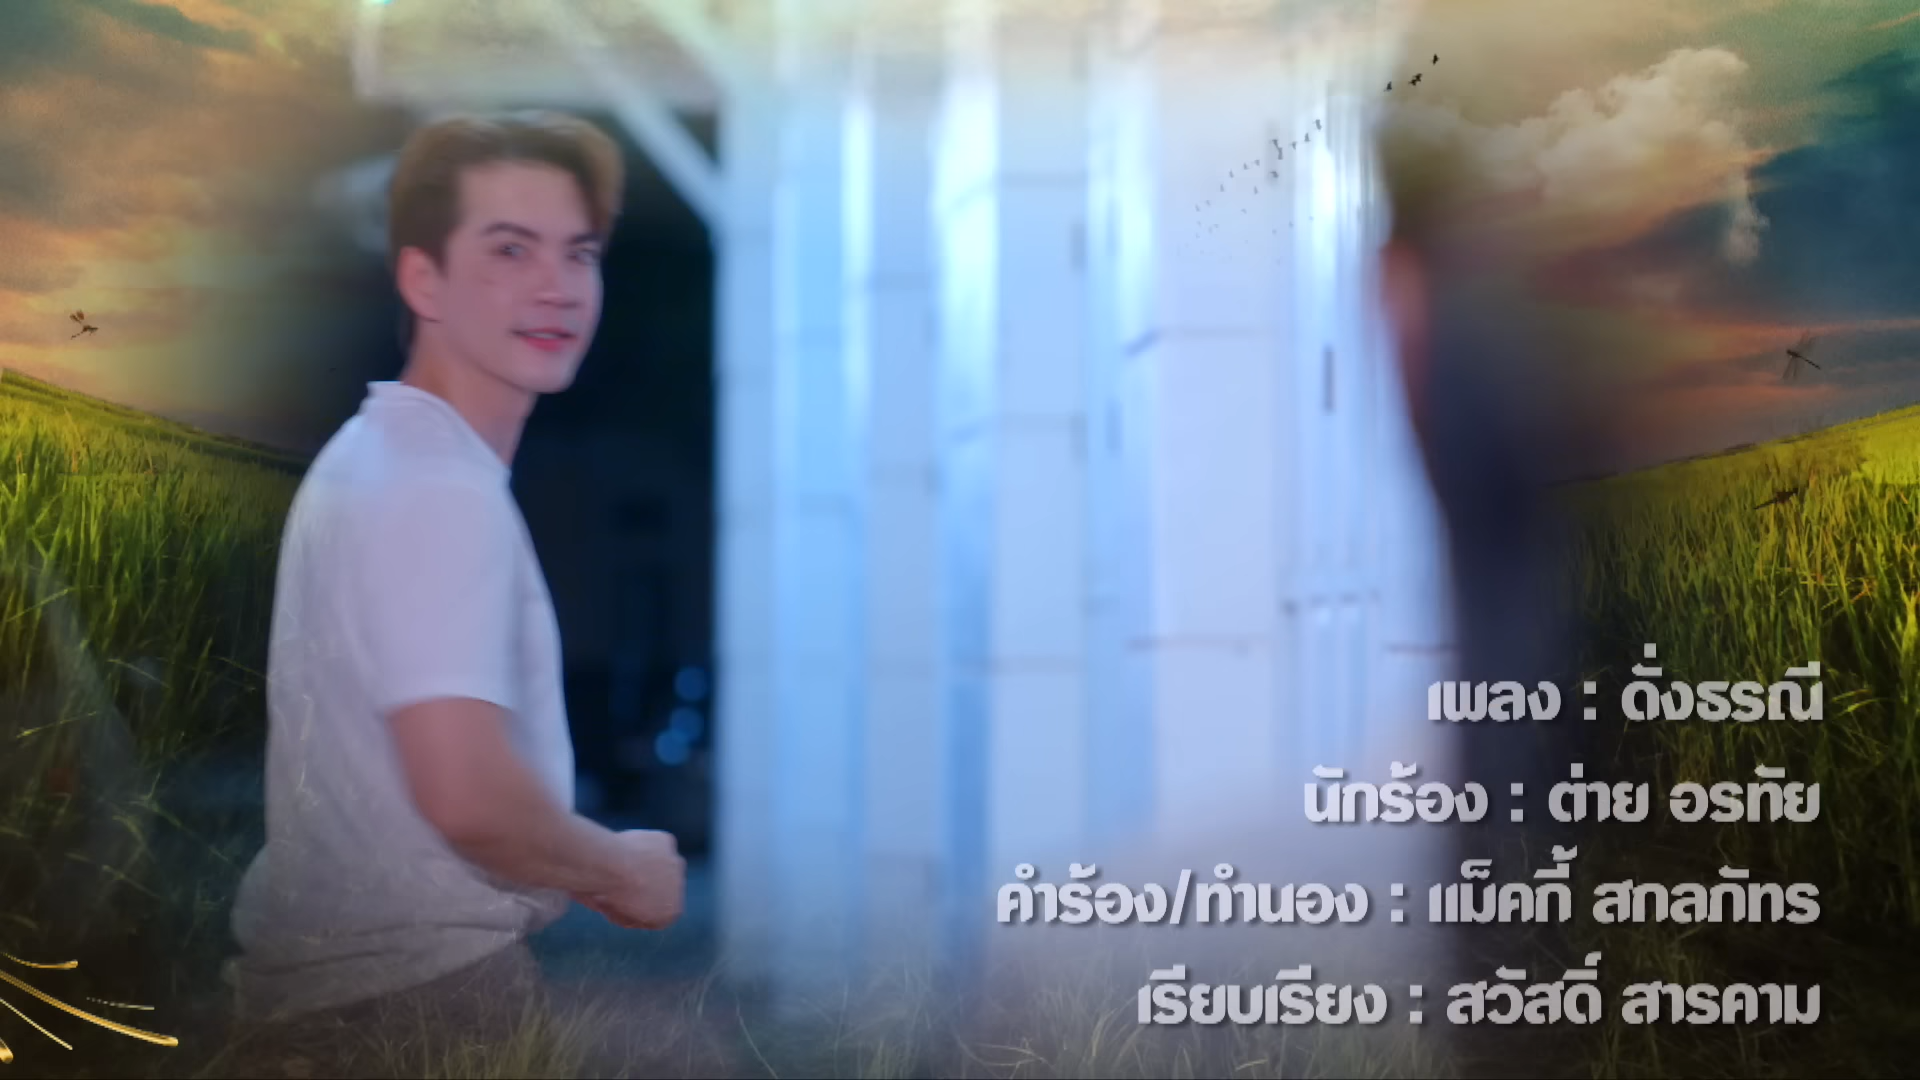 เพลง : ดั่งธรณี
นักร้อง : ต่าย อรทัย
คำร้อง/ทำนอง : แม็คกี้ สกลภัทร
เรียบเรียง : สวัสดิ์ สารคาม